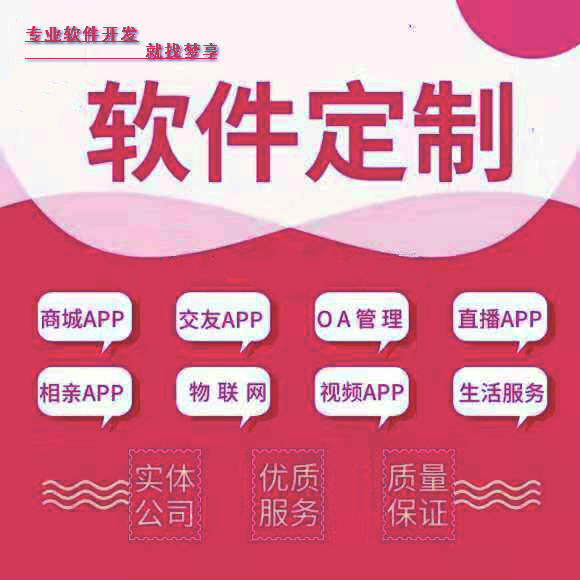 专业软件开发
就找梦享
软件定制
商城APP
交友APP
OA管理
直播APP
相亲APP
物联网
视频APP
生活服务
实体
公司
优质
服务
质量
保证